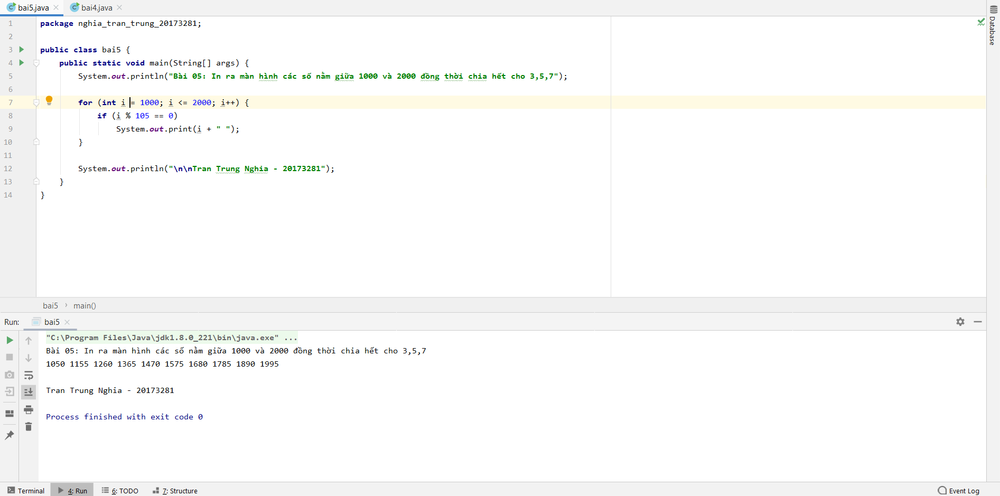 bai5.java bai4.java
1 package nghia_tran_trung_20173281;
2
3 public class bai5 {
4 public static void main(String[] args) {
5 System.out.println("Bài 05: In ra màn hình các số nằm giữa 1000 và 2000 đồng thời chia hết cho 3,5,7");
6
7 for (int i = 1000; i <= 2000; i++) {
8 if (i % 105 == 0)
9 System.out.print(i + " ");
10 }
11
12 System.out.println("\n\nTran Trung Nghia - 20173281");
13 }
14 }
Database
bai5 › main()
Run: bai5
"C:\Program Files\Java\jdk1.8.0_221\bin\java.exe" ...
Bài 05: In ra màn hình các số nằm giữa 1000 và 2000 đồng thời chia hết cho 3,5,7
1050 1155 1260 1365 1470 1575 1680 1785 1890 1995
Tran Trung Nghia - 20173281
Process finished with exit code 0
Terminal 4: Run 6: TODO 7: Structure Event Log